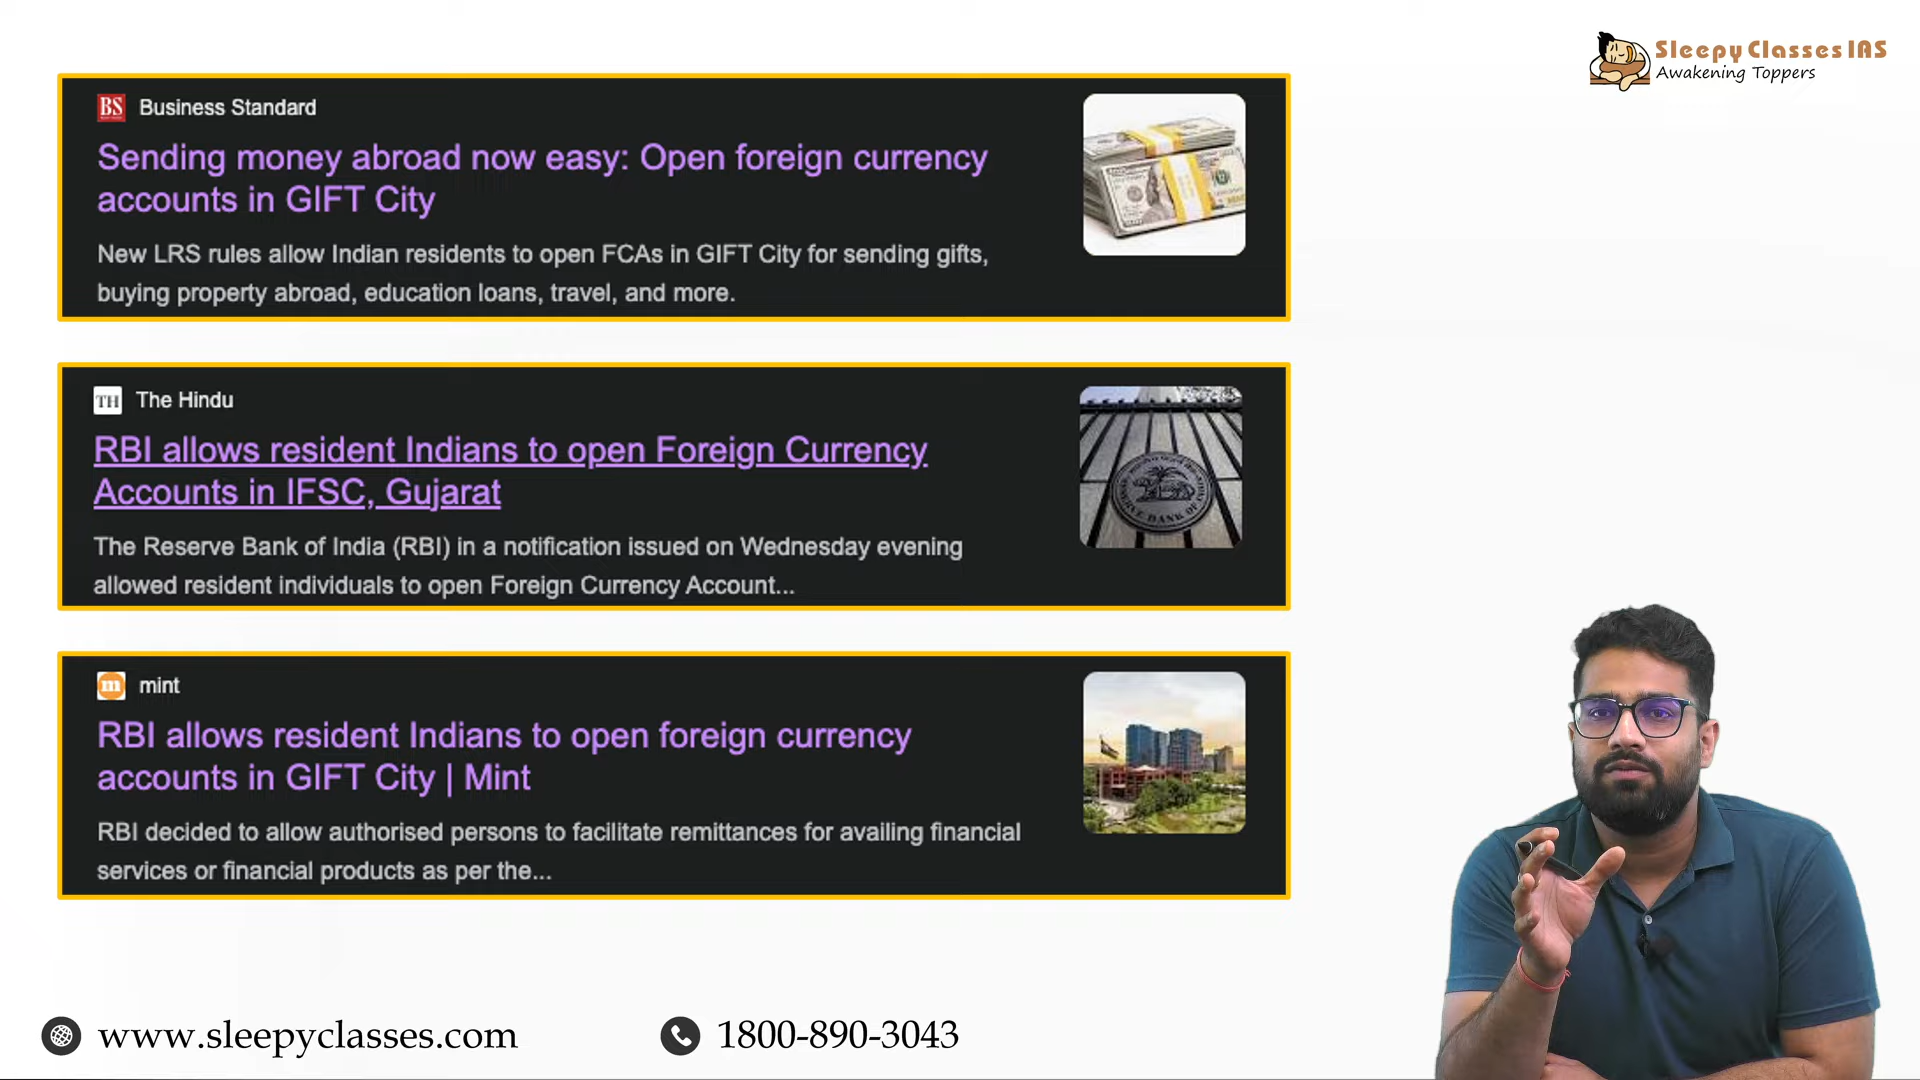 Sleepy Classes IAS
Awakening Toppers
BS Business Standard
Sending money abroad now easy: Open foreign currency
accounts in GIFT City
New LRS rules allow Indian residents to open FCAs in GIFT City for sending gifts,
buying property abroad, education loans, travel, and more.
TH The Hindu
RBI allows resident Indians to open Foreign Currency
Accounts in IFSC, Gujarat
The Reserve Bank of India (RBI) in a notification issued on Wednesday evening
allowed resident individuals to open Foreign Currency Account...
RESERVE BANK OF
m mint
RBI allows resident Indians to open foreign currency
accounts in GIFT City | Mint
RBI decided to allow authorised persons to facilitate remittances for availing financial
services or financial products as per the...
www.sleepyclasses.com
1800-890-3043